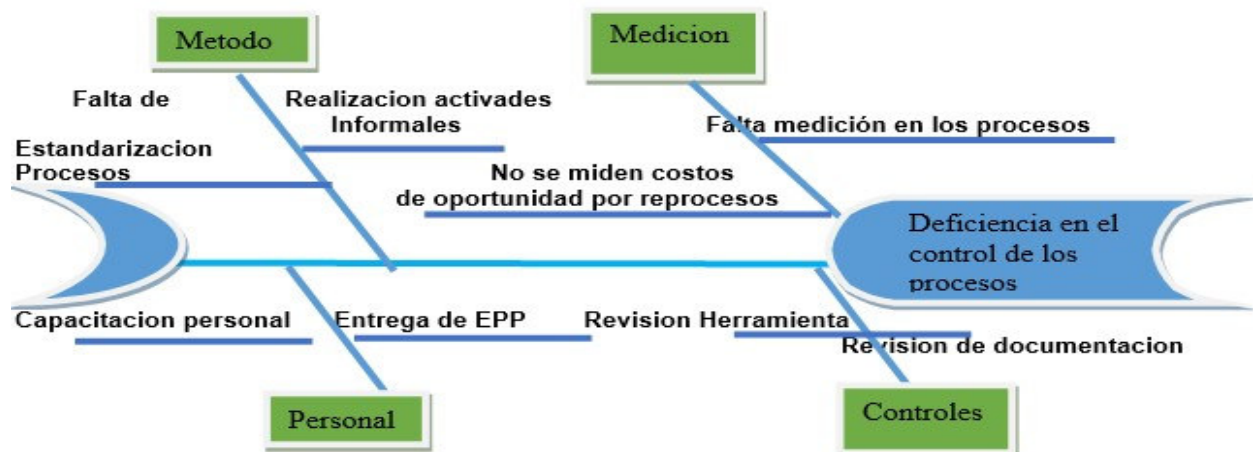 Metodo
Medicion
Falta de
Realizacion activades
Informales
Falta medición en los procesos
Estandarizacion
Procesos
No se miden costos
de oportunidad por reprocesos
Deficiencia en el
control de los
procesos
Capacitacion personal
Entrega de EPP
Revision Herramienta
Revision de documentacion
Personal
Controles